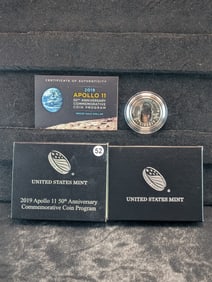 CERTIFICATE OF AUTHENTICITY
2019
APOLLO 11
50TH ANNIVERSARY
COMMEMORATIVE
COIN PROGRAM
52
UNITED STATES MINT
2019 Apollo 11 50th Anniversary
Commemorative Coin Program
UNITED STATES MINT